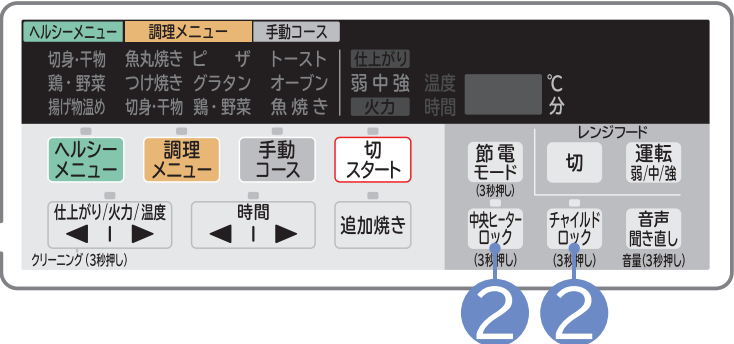 ヘルシーメニュー 調理メニュー 手動コース
切身・干物 魚丸焼き ピザ トースト 仕上がり
鶏・野菜 つけ焼き グラタン オーブン 弱 中 強 温度 ℃
揚げ物温め 切身・干物 鶏・野菜 魚焼き 火力 時間 分
レンジフード
ヘルシー
メニュー
調理
メニュー
手動
コース
切
スタート
節電
モード
(3秒押し)
切
運転
弱/中/強
仕上がり/火力/温度
◀ | ▶
クリーニング(3秒押し)
時間
◀ | ▶
追加焼き
中央ヒーター
ロック
(3秒押し)
チャイルド
ロック
(3秒押し)
音声
聞き直し
音量(3秒押し)
2 2